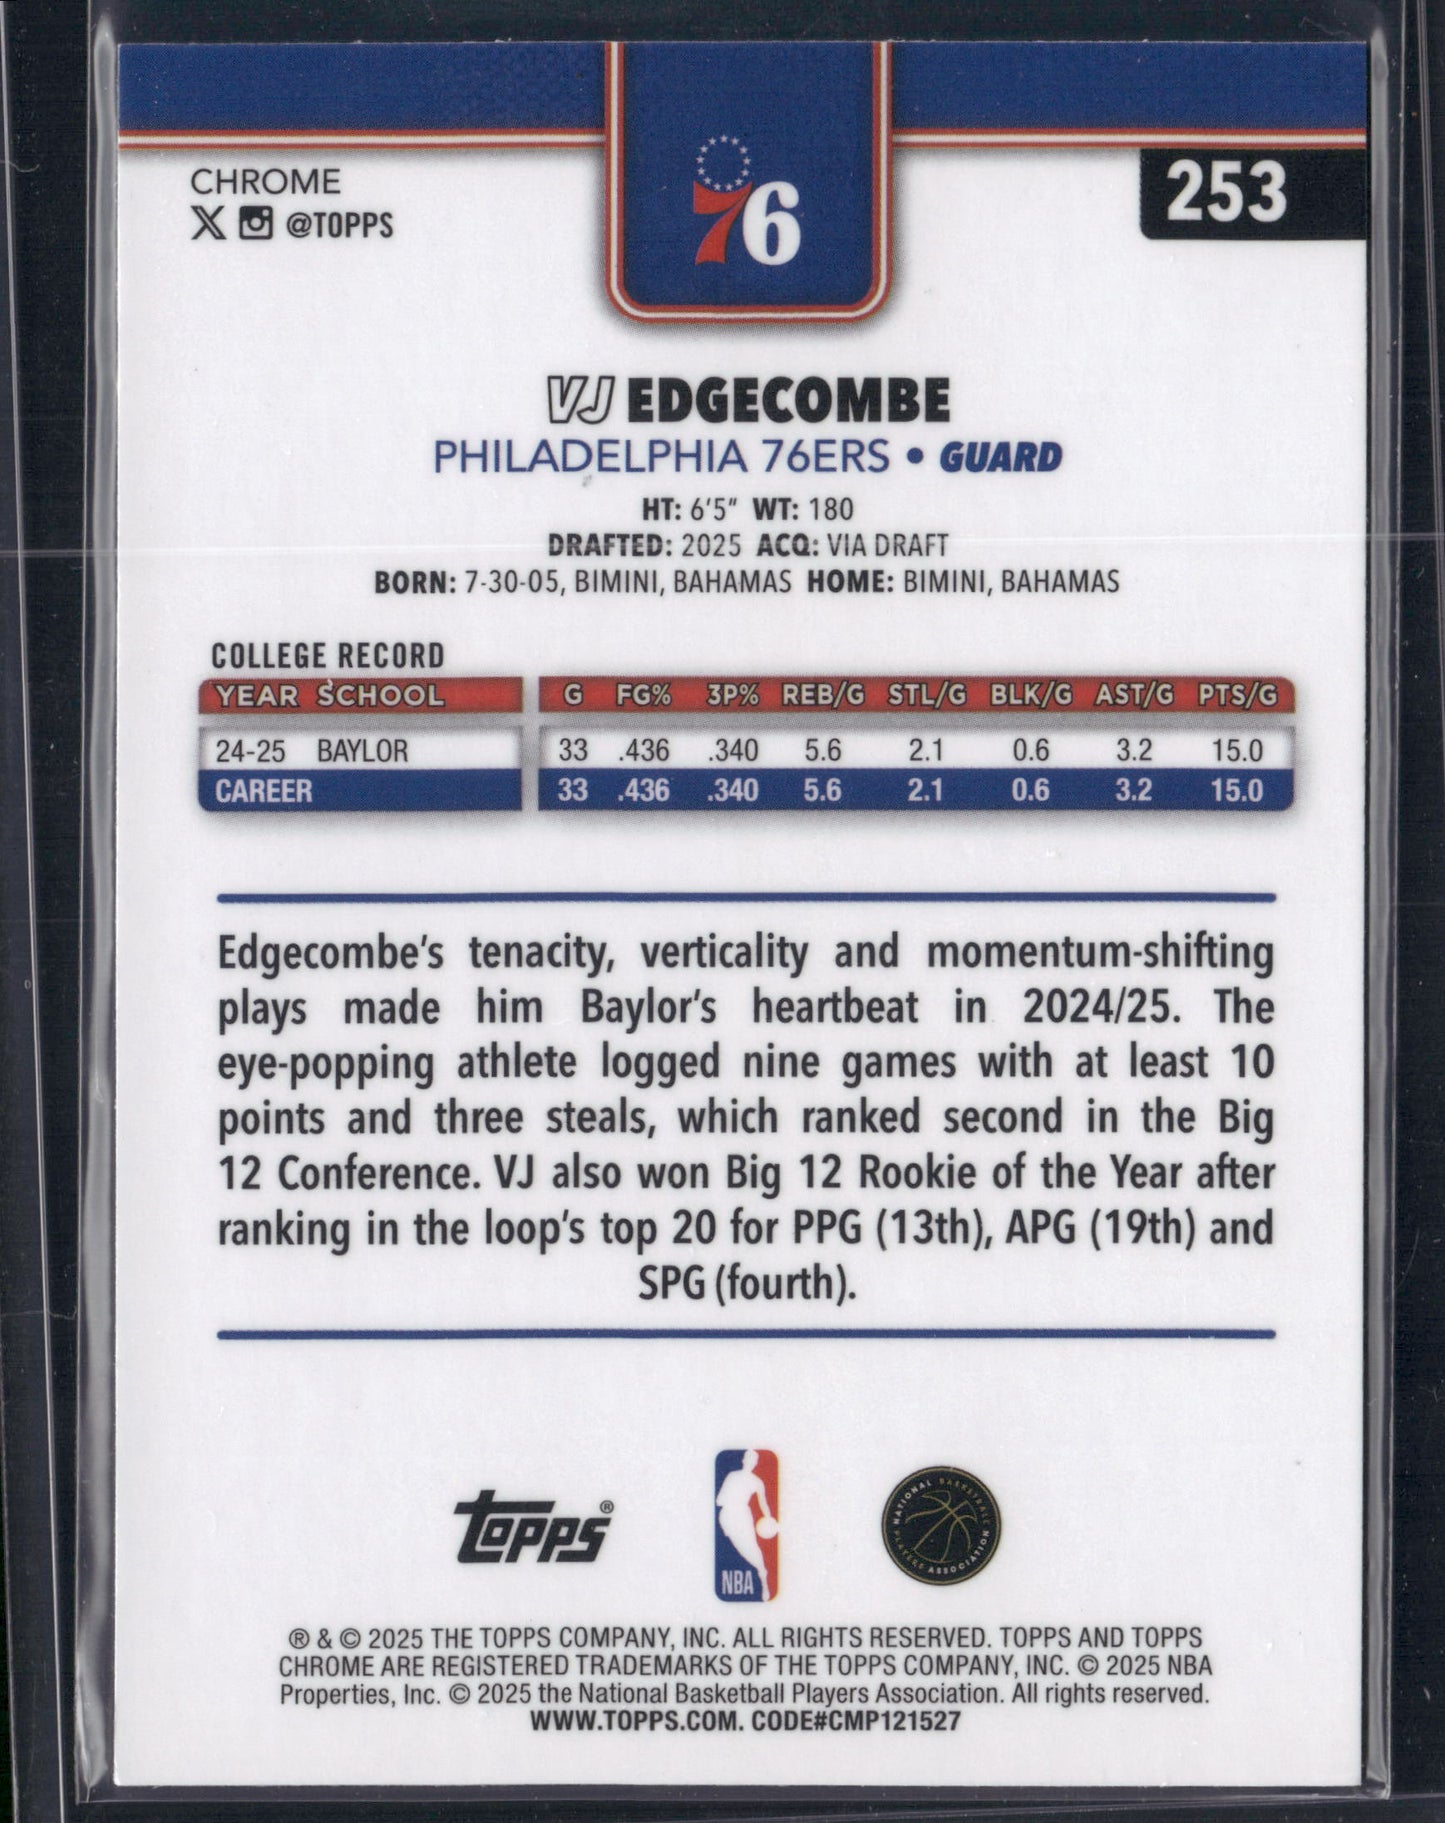 CHROME
@TOPPS
253
76
VJ EDGECOMBE
PHILADELPHIA 76ERS • GUARD
HT: 6'5" WT: 180
DRAFTED: 2025 ACQ: VIA DRAFT
BORN: 7-30-05, BIMINI, BAHAMAS HOME: BIMINI, BAHAMAS
COLLEGE RECORD
YEAR SCHOOL G FG% 3P% REB/G STL/G BLK/G AST/G PTS/G
24-25 BAYLOR 33 .436 .340 5.6 2.1 0.6 3.2 15.0
CAREER 33 .436 .340 5.6 2.1 0.6 3.2 15.0
Edgecombe's tenacity, verticality and momentum-shifting
plays made him Baylor's heartbeat in 2024/25. The
eye-popping athlete logged nine games with at least 10
points and three steals, which ranked second in the Big
12 Conference. VJ also won Big 12 Rookie of the Year after
ranking in the loop's top 20 for PPG (13th), APG (19th) and
SPG (fourth).
TOPPS®
NBA
NATIONAL BASKETBALL PLAYERS ASSOCIATION
® & © 2025 THE TOPPS COMPANY, INC. ALL RIGHTS RESERVED. TOPPS AND TOPPS
CHROME ARE REGISTERED TRADEMARKS OF THE TOPPS COMPANY, INC. © 2025 NBA
Properties, Inc. © 2025 the National Basketball Players Association. All rights reserved.
WWW.TOPPS.COM. CODE#CMP121527